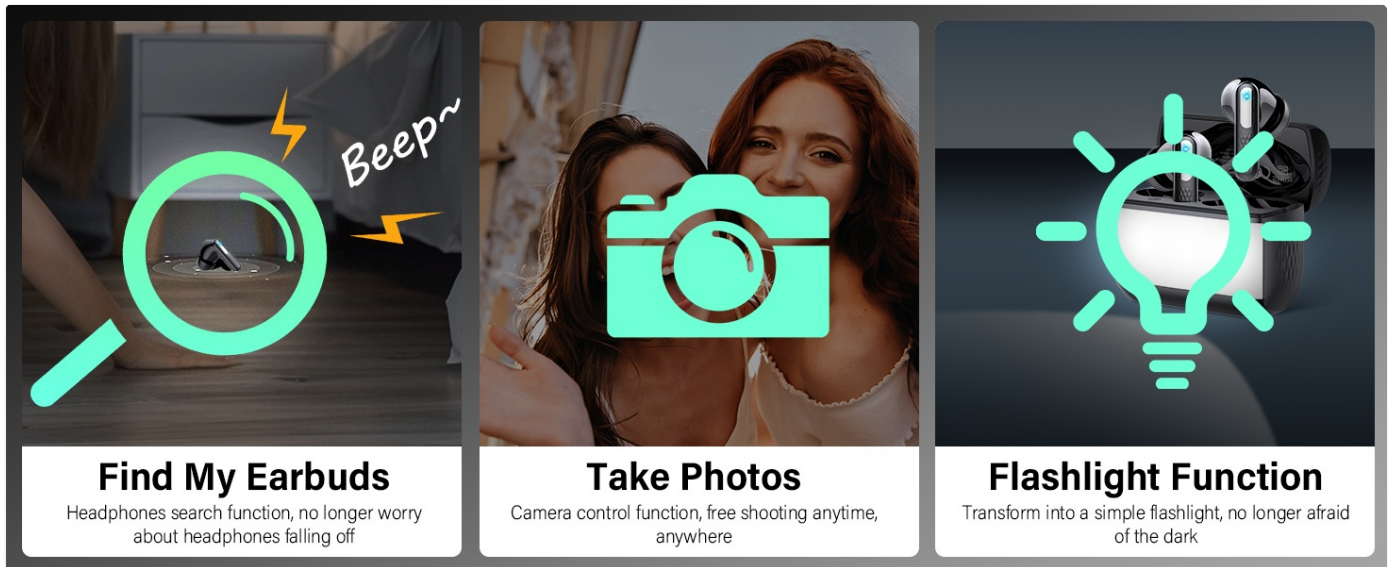 Beep~
Find My Earbuds
Headphones search function, no longer worry
about headphones falling off
Take Photos
Camera control function, free shooting anytime,
anywhere
Flashlight Function
Transform into a simple flashlight, no longer afraid
of the dark